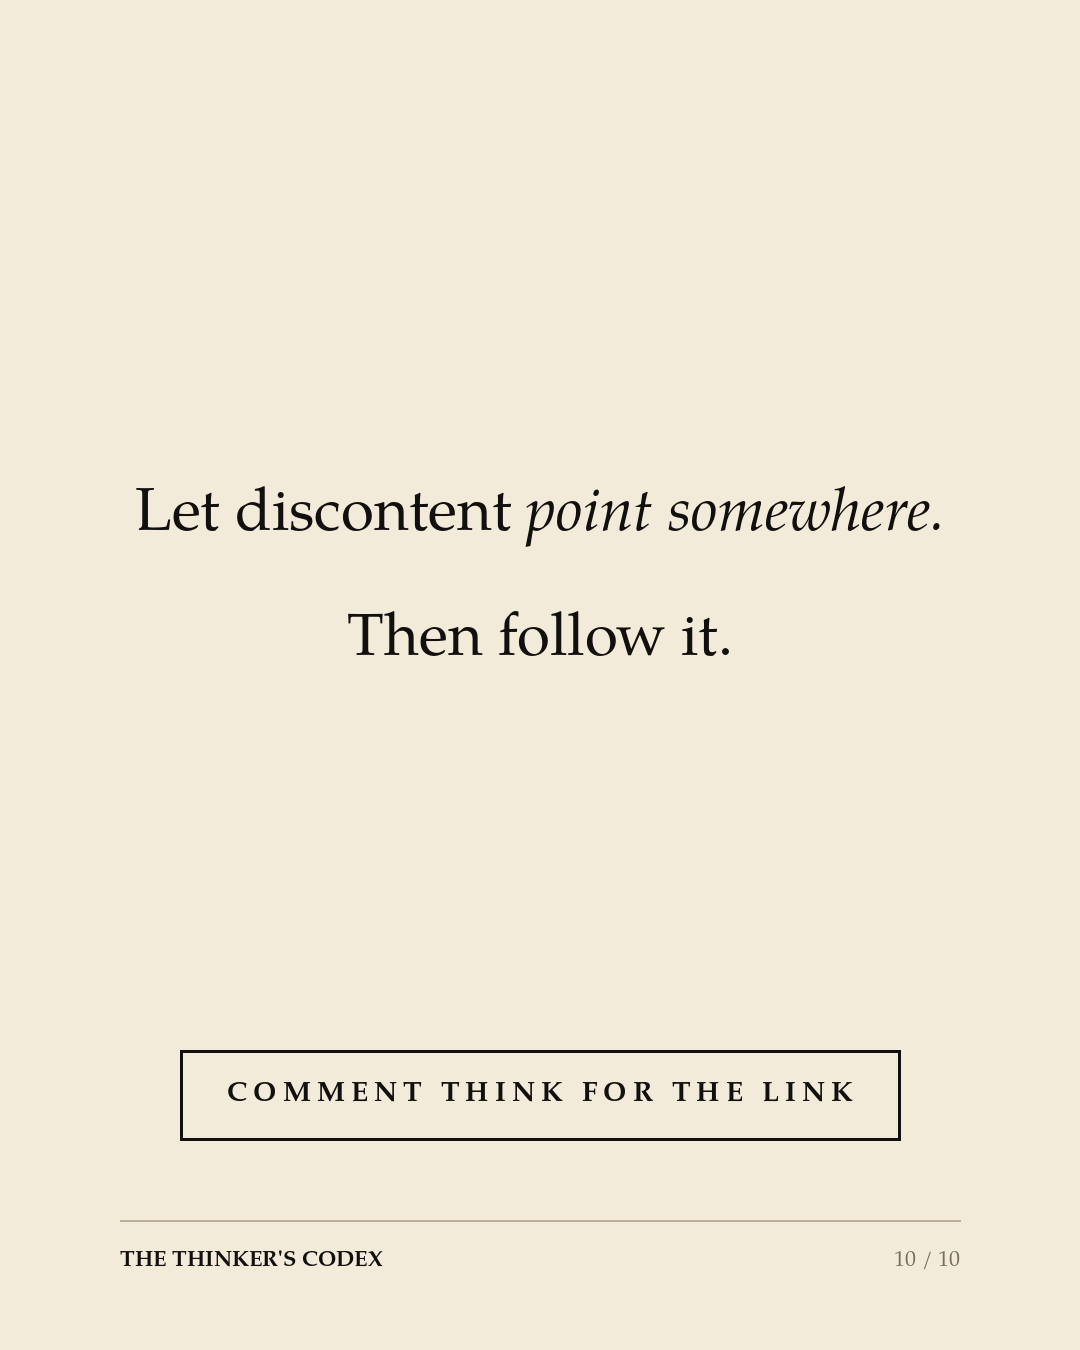 Let discontent point somewhere.
Then follow it.
COMMENT THINK FOR THE LINK
THE THINKER'S CODEX
10 / 10